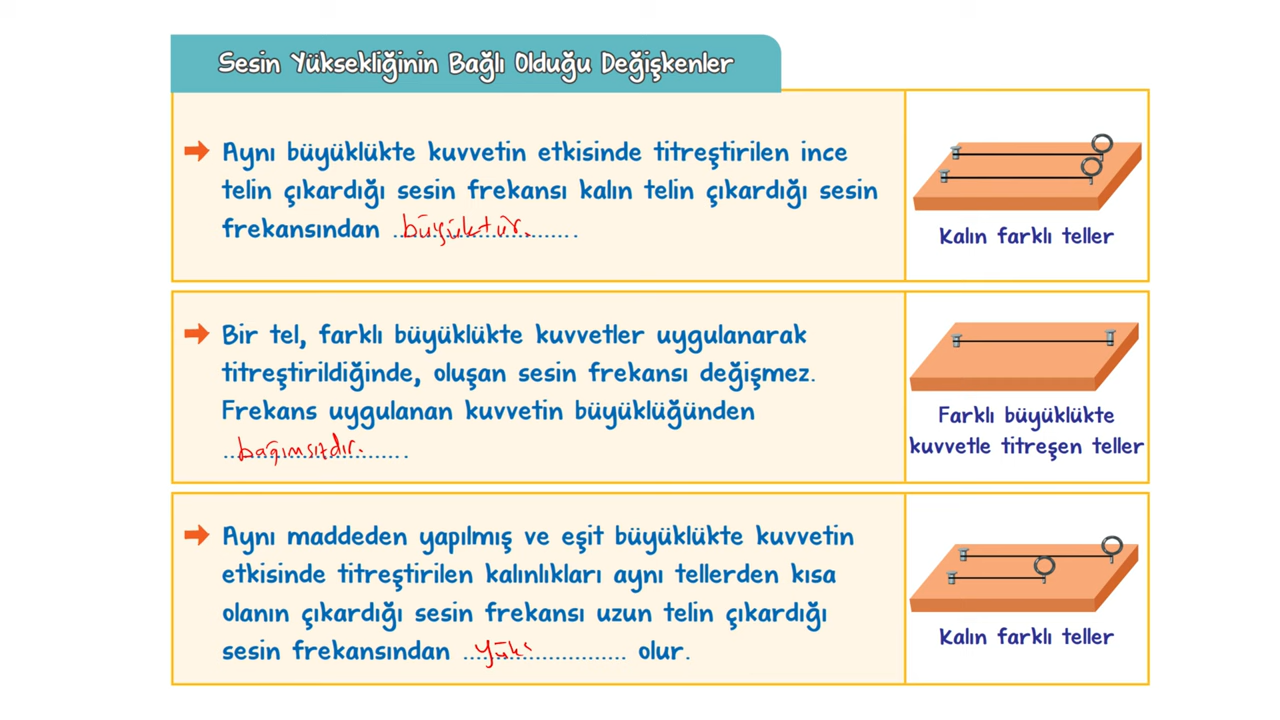 Sesin Yüksekliğinin Bağlı Olduğu Değişkenler
Aynı büyüklükte kuvvetin etkisinde titreştirilen ince
telin çıkardığı sesin frekansı kalın telin çıkardığı sesin
frekansından büyüktür.
Kalın farklı teller
Bir tel, farklı büyüklükte kuvvetler uygulanarak
titreştirildiğinde, oluşan sesin frekansı değişmez.
Frekans uygulanan kuvvetin büyüklüğünden
bağımsızdır.
Farklı büyüklükte
kuvvetle titreşen teller
Aynı maddeden yapılmış ve eşit büyüklükte kuvvetin
etkisinde titreştirilen kalınlıkları aynı tellerden kısa
olanın çıkardığı sesin frekansı uzun telin çıkardığı
sesin frekansından yüks olur.
Kalın farklı teller